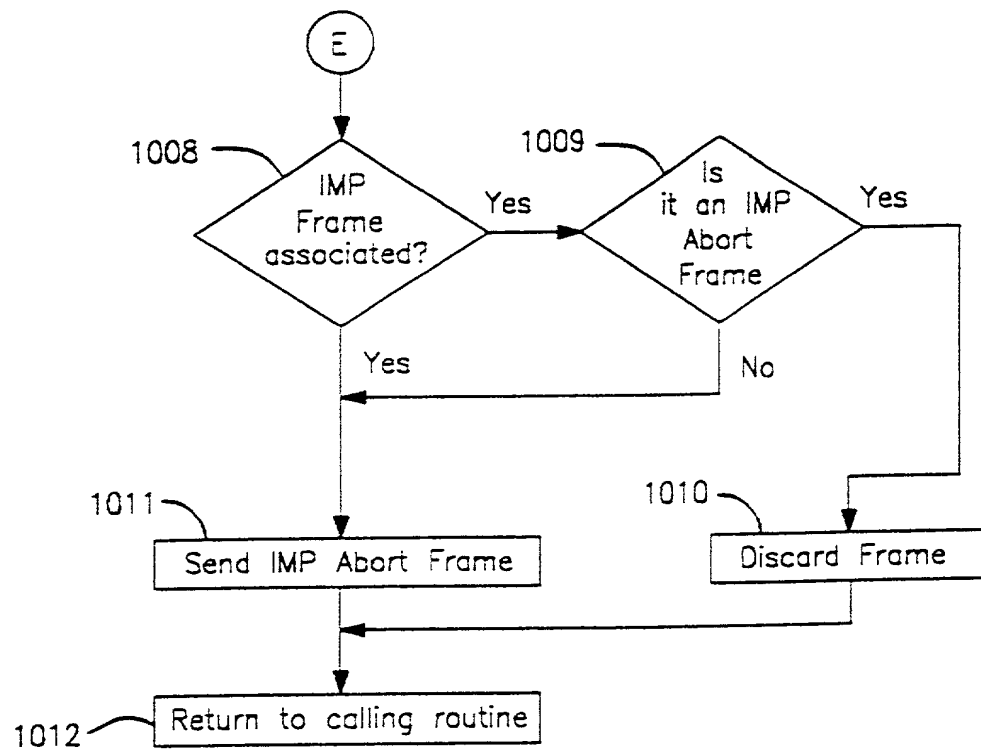 E
1008
IMP
Frame
associated?
Yes
1009
Is
it an IMP
Abort
Frame
Yes
Yes
No
1011
Send IMP Abort Frame
1010
Discard Frame
1012
Return to calling routine